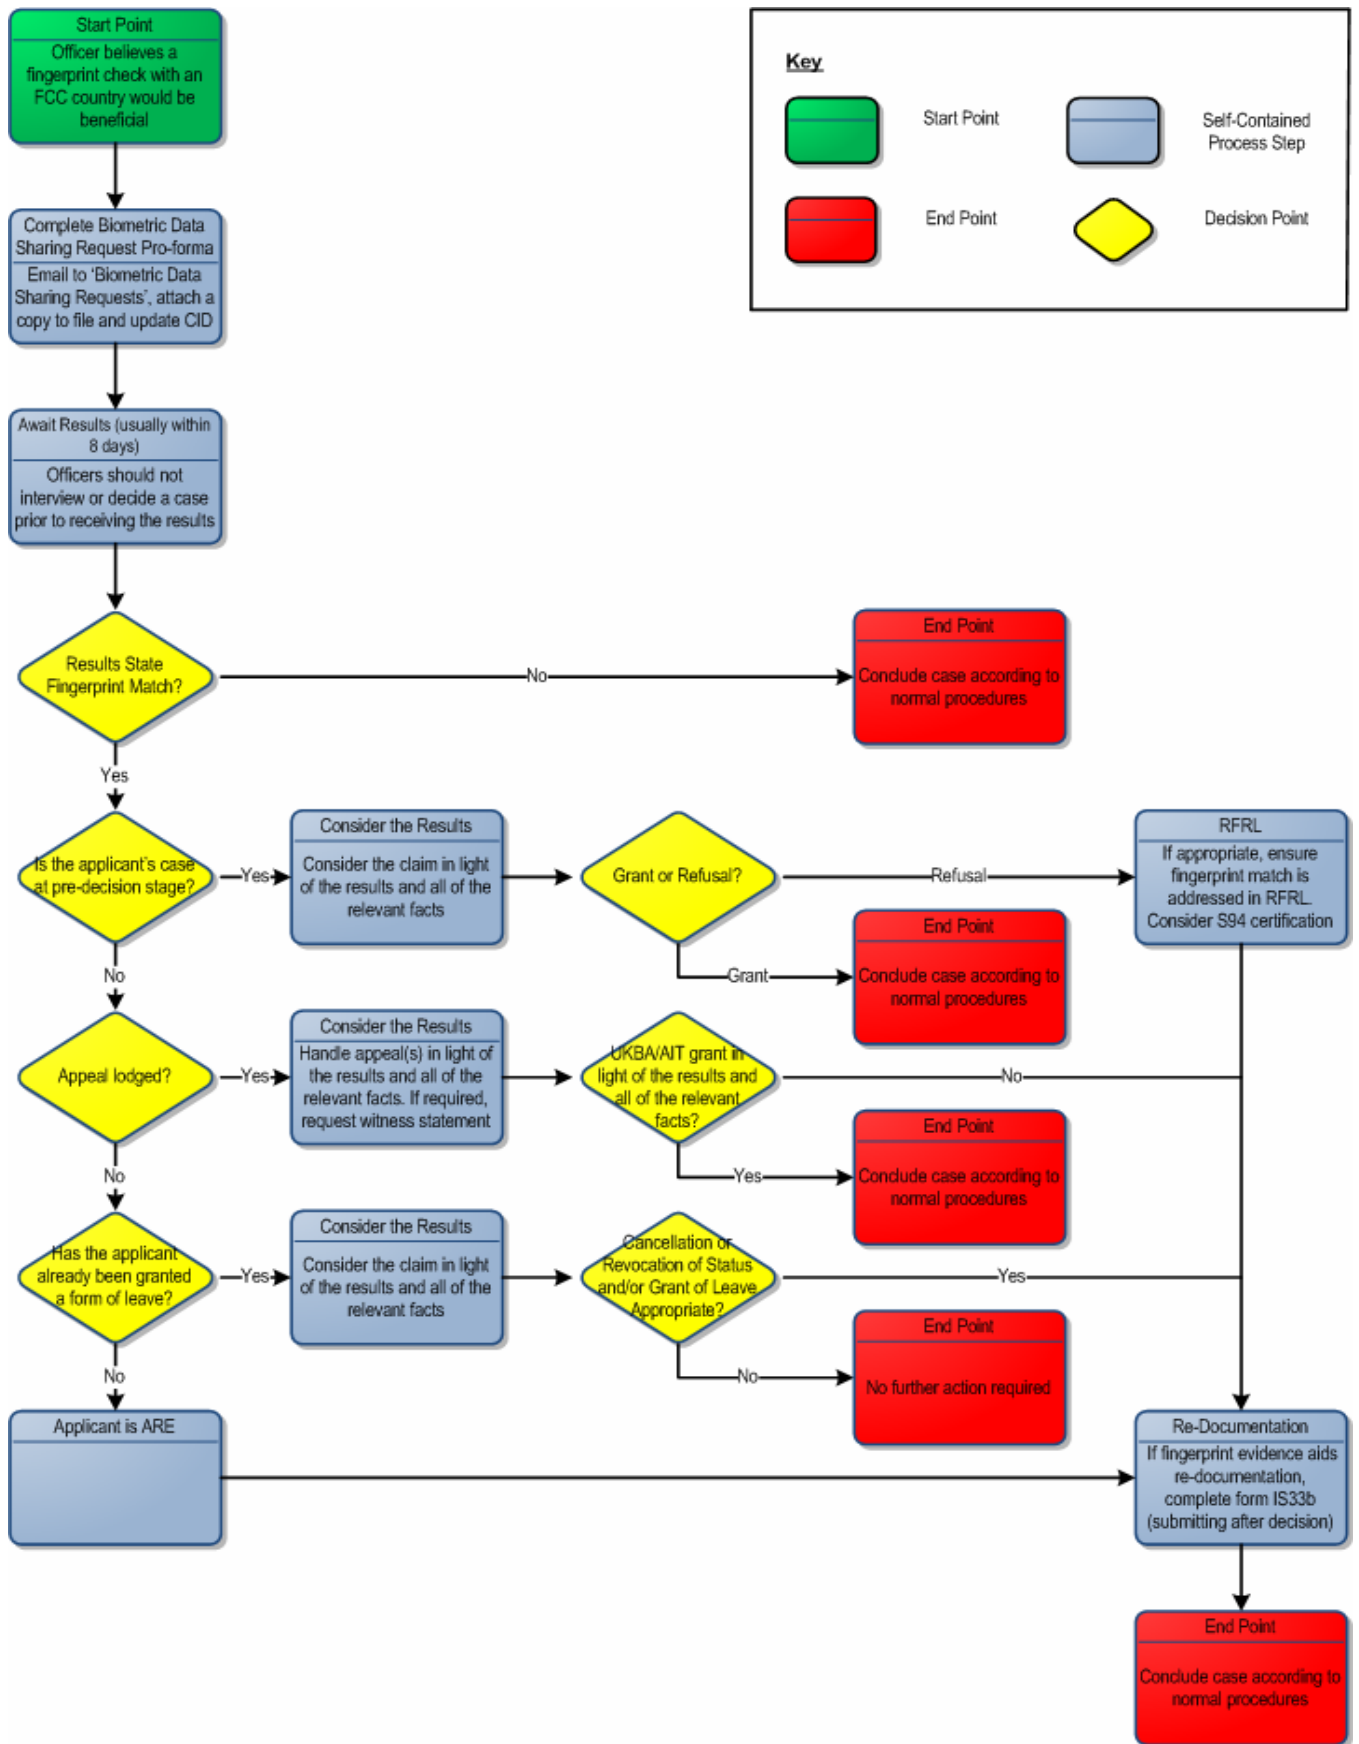 Start Point
Officer believes a
fingerprint check with an
FCC country would be
beneficial
Key
Start Point
Self-Contained
Process Step
End Point
Decision Point
Complete Biometric Data
Sharing Request Pro-forma
Email to 'Biometric Data
Sharing Requests', attach a
copy to file and update CID
Await Results (usually within
8 days)
Officers should not
interview or decide a case
prior to receiving the results
Results State
Fingerprint Match?
No
End Point
Conclude case according to
normal procedures
Yes
Is the applicant's case
at pre-decision stage?
Yes
Consider the Results
Consider the claim in light
of the results and all of the
relevant facts
Grant or Refusal?
Refusal
RFRL
If appropriate, ensure
fingerprint match is
addressed in RFRL.
Consider S94 certification
Grant
End Point
Conclude case according to
normal procedures
No
Appeal lodged?
Yes
Consider the Results
Handle appeal(s) in light of
the results and all of the
relevant facts. If required,
request witness statement
UKBA/AIT grant in
light of the results and
all of the relevant
facts?
No
Yes
End Point
Conclude case according to
normal procedures
No
Has the applicant
already been granted
a form of leave?
Yes
Consider the Results
Consider the claim in light
of the results and all of the
relevant facts
Cancellation or
Revocation of Status
and/or Grant of Leave
Appropriate?
Yes
No
End Point
No further action required
No
Applicant is ARE
Re-Documentation
If fingerprint evidence aids
re-documentation,
complete form IS33b
(submitting after decision)
End Point
Conclude case according to
normal procedures